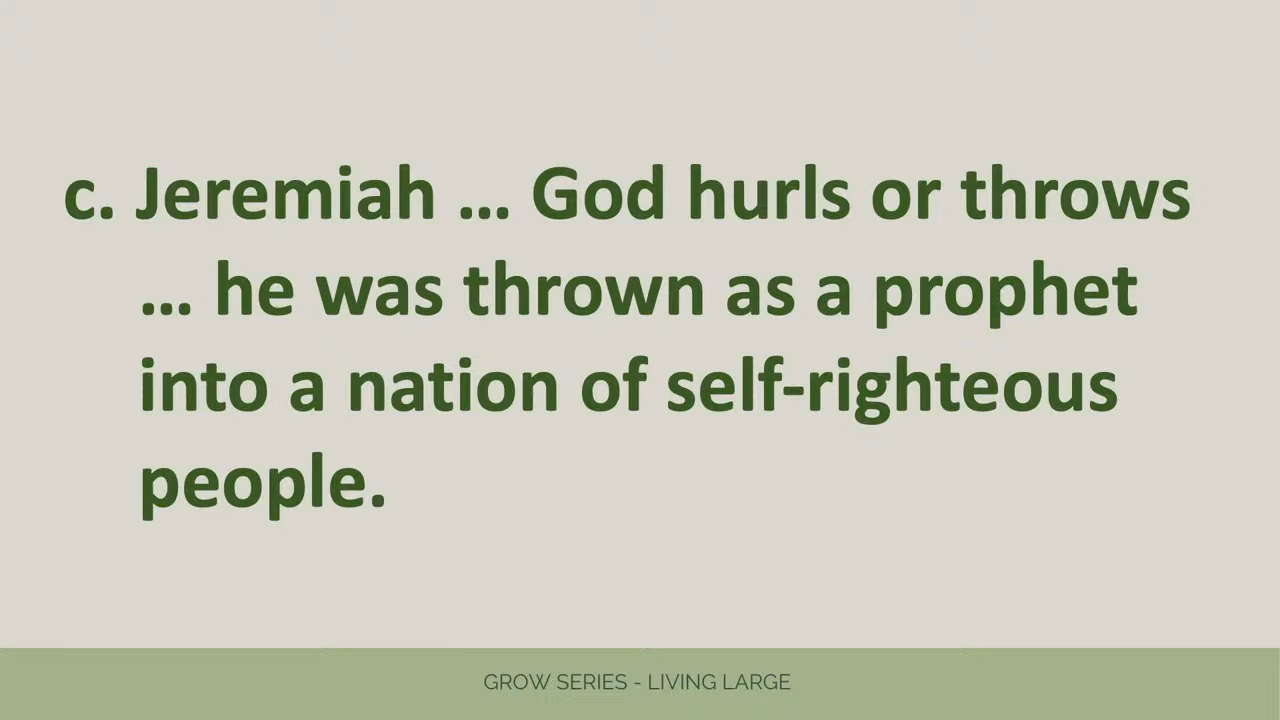 c. Jeremiah … God hurls or throws
… he was thrown as a prophet
into a nation of self-righteous
people.
GROW SERIES - LIVING LARGE